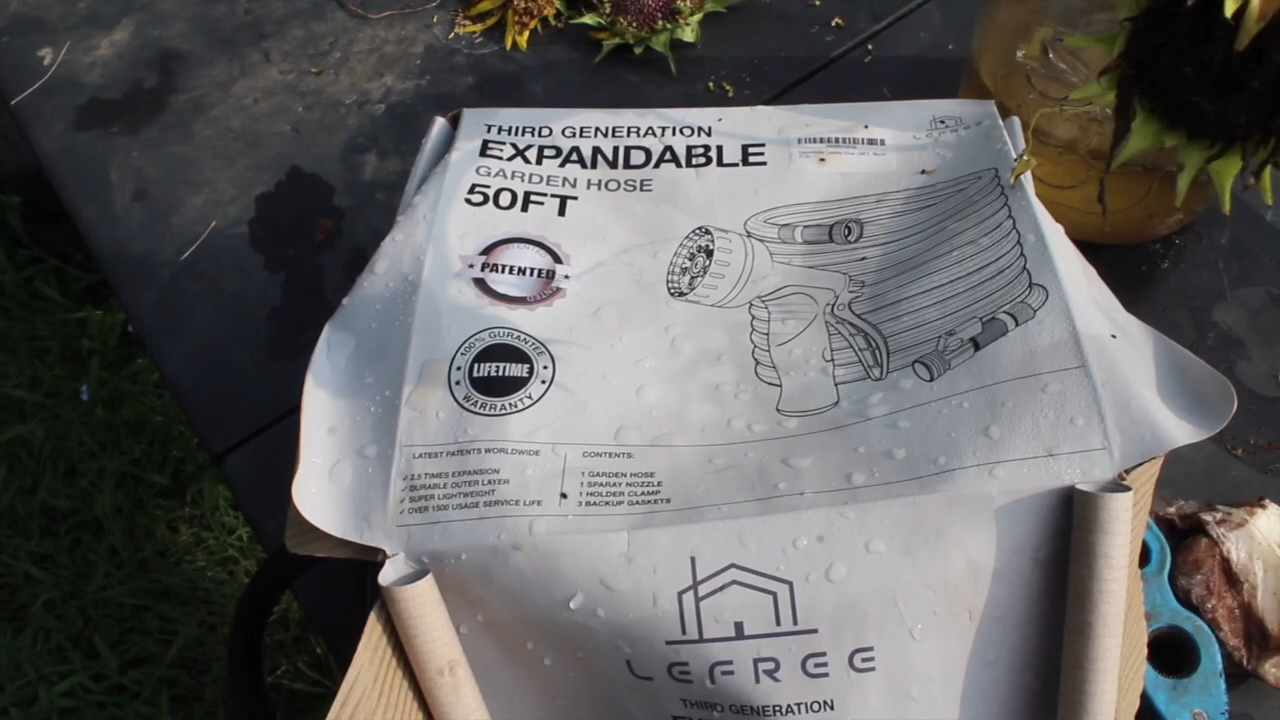 THIRD GENERATION
EXPANDABLE
GARDEN HOSE
50FT
LEFREE
PATENTED
100% GURANTEE
LIFETIME
WARRANTY
LATEST PATENTS WORLDWIDE
✓ 2.5 TIMES EXPANSION
✓ DURABLE OUTER LAYER
✓ SUPER LIGHTWEIGHT
✓ OVER 1500 USAGE SERVICE LIFE
CONTENTS:
1 GARDEN HOSE
1 SPARAY NOZZLE
1 HOLDER CLAMP
3 BACKUP GASKETS
LEFREE
THIRD GENERATION